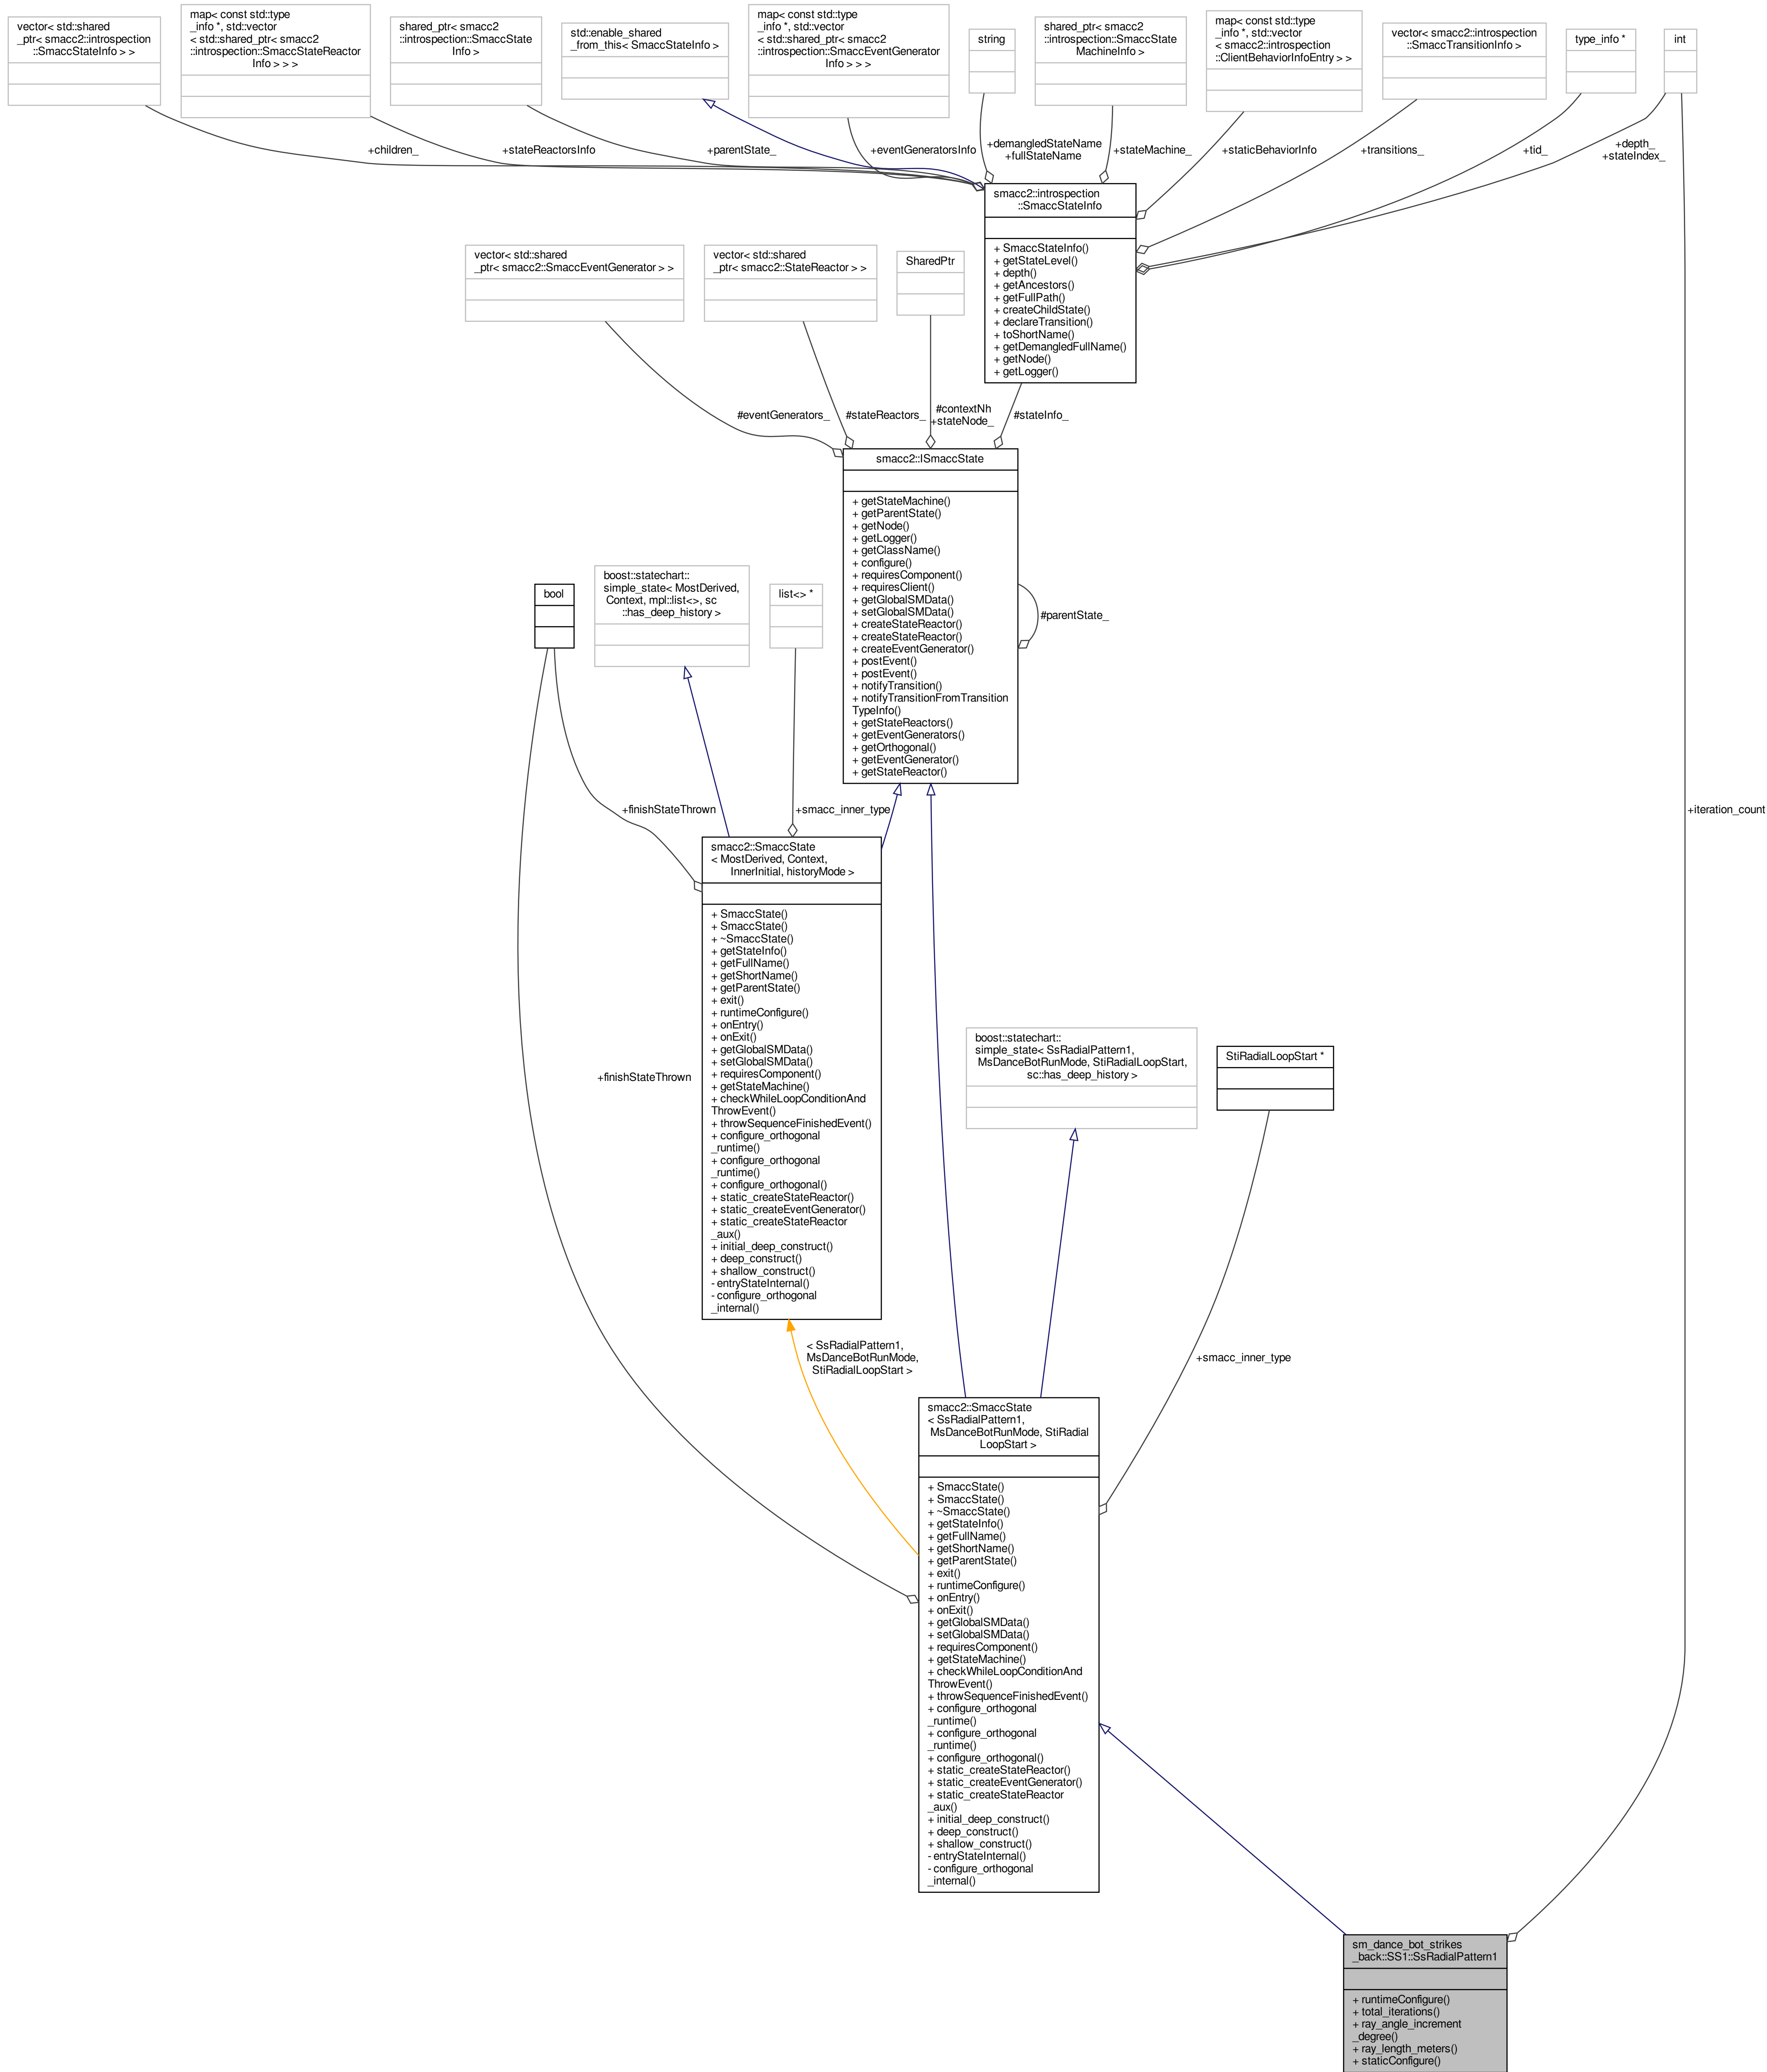 vector< std::shared
_ptr< smacc2::introspection
::SmaccStateInfo > >
map< const std::type
_info *, std::vector
< std::shared_ptr< smacc2
::introspection::SmaccStateReactor
Info > > >
shared_ptr< smacc2
::introspection::SmaccState
Info >
std::enable_shared
_from_this< SmaccStateInfo >
map< const std::type
_info *, std::vector
< std::shared_ptr< smacc2
::introspection::SmaccEventGenerator
Info > > >
string
shared_ptr< smacc2
::introspection::SmaccState
MachineInfo >
map< const std::type
_info *, std::vector
< smacc2::introspection
::ClientBehaviorInfoEntry > >
vector< smacc2::introspection
::SmaccTransitionInfo >
type_info *
int
+children_
+stateReactorsInfo
+parentState_
+eventGeneratorsInfo
+demangledStateName
+fullStateName
+stateMachine_
+staticBehaviorInfo
+transitions_
+tid_
+depth_
+stateIndex_
smacc2::introspection
::SmaccStateInfo
+ SmaccStateInfo()
+ getStateLevel()
+ depth()
+ getAncestors()
+ getFullPath()
+ createChildState()
+ declareTransition()
+ toShortName()
+ getDemangledFullName()
+ getNode()
+ getLogger()
vector< std::shared
_ptr< smacc2::SmaccEventGenerator > >
vector< std::shared
_ptr< smacc2::StateReactor > >
SharedPtr
#eventGenerators_
#stateReactors_
#contextNh
+stateNode_
#stateInfo_
smacc2::ISmaccState
+ getStateMachine()
+ getParentState()
+ getNode()
+ getLogger()
+ getClassName()
+ configure()
+ requiresComponent()
+ requiresClient()
+ getGlobalSMData()
+ setGlobalSMData()
+ createStateReactor()
+ createStateReactor()
+ createEventGenerator()
+ postEvent()
+ postEvent()
+ notifyTransition()
+ notifyTransitionFromTransition
TypeInfo()
+ getStateReactors()
+ getEventGenerators()
+ getOrthogonal()
+ getEventGenerator()
+ getStateReactor()
#parentState_
bool
boost::statechart::
simple_state< MostDerived,
Context, mpl::list<>, sc
::has_deep_history >
list<> *
+finishStateThrown
+smacc_inner_type
+iteration_count
smacc2::SmaccState
< MostDerived, Context,
InnerInitial, historyMode >
+ SmaccState()
+ SmaccState()
+ ~SmaccState()
+ getStateInfo()
+ getFullName()
+ getShortName()
+ getParentState()
+ exit()
+ runtimeConfigure()
+ onEntry()
+ onExit()
+ getGlobalSMData()
+ setGlobalSMData()
+ requiresComponent()
+ getStateMachine()
+ checkWhileLoopConditionAnd
ThrowEvent()
+ throwSequenceFinishedEvent()
+ configure_orthogonal
_runtime()
+ configure_orthogonal
_runtime()
+ configure_orthogonal()
+ static_createStateReactor()
+ static_createEventGenerator()
+ static_createStateReactor
_aux()
+ initial_deep_construct()
+ deep_construct()
+ shallow_construct()
- entryStateInternal()
- configure_orthogonal
_internal()
+finishStateThrown
boost::statechart::
simple_state< SsRadialPattern1,
MsDanceBotRunMode, StiRadialLoopStart,
sc::has_deep_history >
StiRadialLoopStart *
< SsRadialPattern1,
MsDanceBotRunMode,
StiRadialLoopStart >
+smacc_inner_type
smacc2::SmaccState
< SsRadialPattern1,
MsDanceBotRunMode, StiRadial
LoopStart >
+ SmaccState()
+ SmaccState()
+ ~SmaccState()
+ getStateInfo()
+ getFullName()
+ getShortName()
+ getParentState()
+ exit()
+ runtimeConfigure()
+ onEntry()
+ onExit()
+ getGlobalSMData()
+ setGlobalSMData()
+ requiresComponent()
+ getStateMachine()
+ checkWhileLoopConditionAnd
ThrowEvent()
+ throwSequenceFinishedEvent()
+ configure_orthogonal
_runtime()
+ configure_orthogonal
_runtime()
+ configure_orthogonal()
+ static_createStateReactor()
+ static_createEventGenerator()
+ static_createStateReactor
_aux()
+ initial_deep_construct()
+ deep_construct()
+ shallow_construct()
- entryStateInternal()
- configure_orthogonal
_internal()
sm_dance_bot_strikes
_back::SS1::SsRadialPattern1
+ runtimeConfigure()
+ total_iterations()
+ ray_angle_increment
_degree()
+ ray_length_meters()
+ staticConfigure()